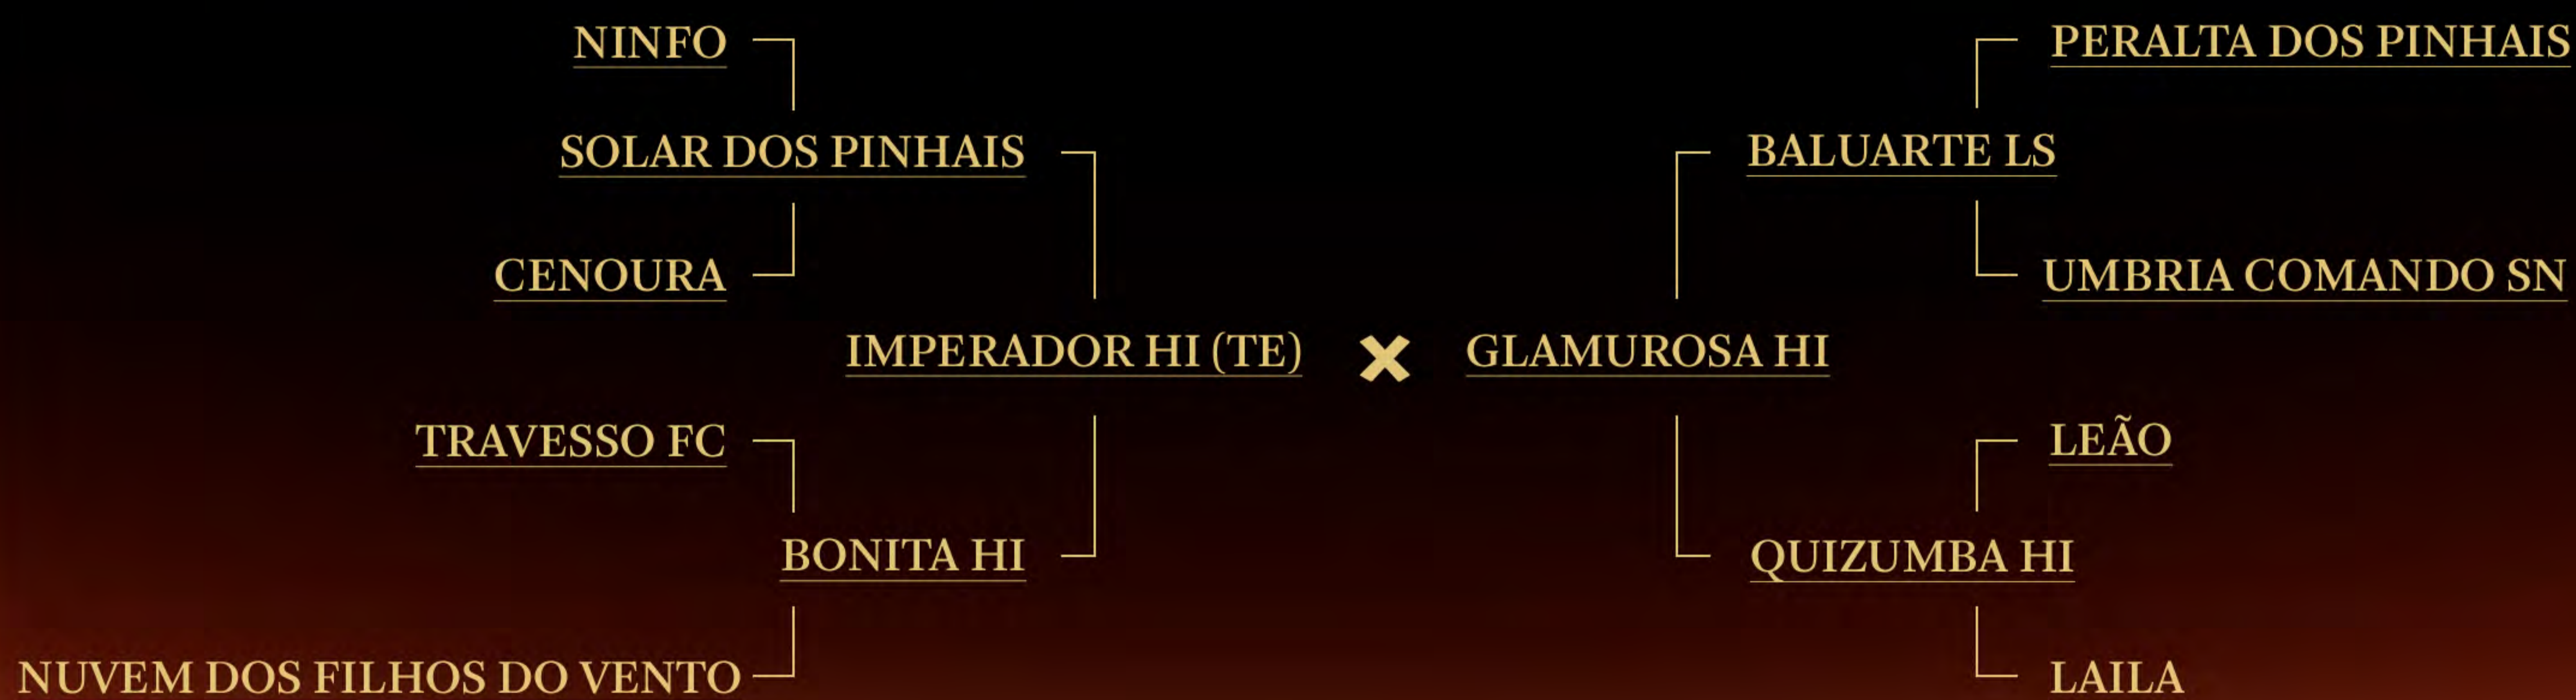 NINFO
PERALTA DOS PINHAIS
SOLAR DOS PINHAIS
BALUARTE LS
CENOURA
UMBRIA COMANDO SN
IMPERADOR HI (TE) × GLAMUROSA HI
TRAVESSO FC
LEÃO
BONITA HI
QUIZUMBA HI
NUVEM DOS FILHOS DO VENTO
LAILA